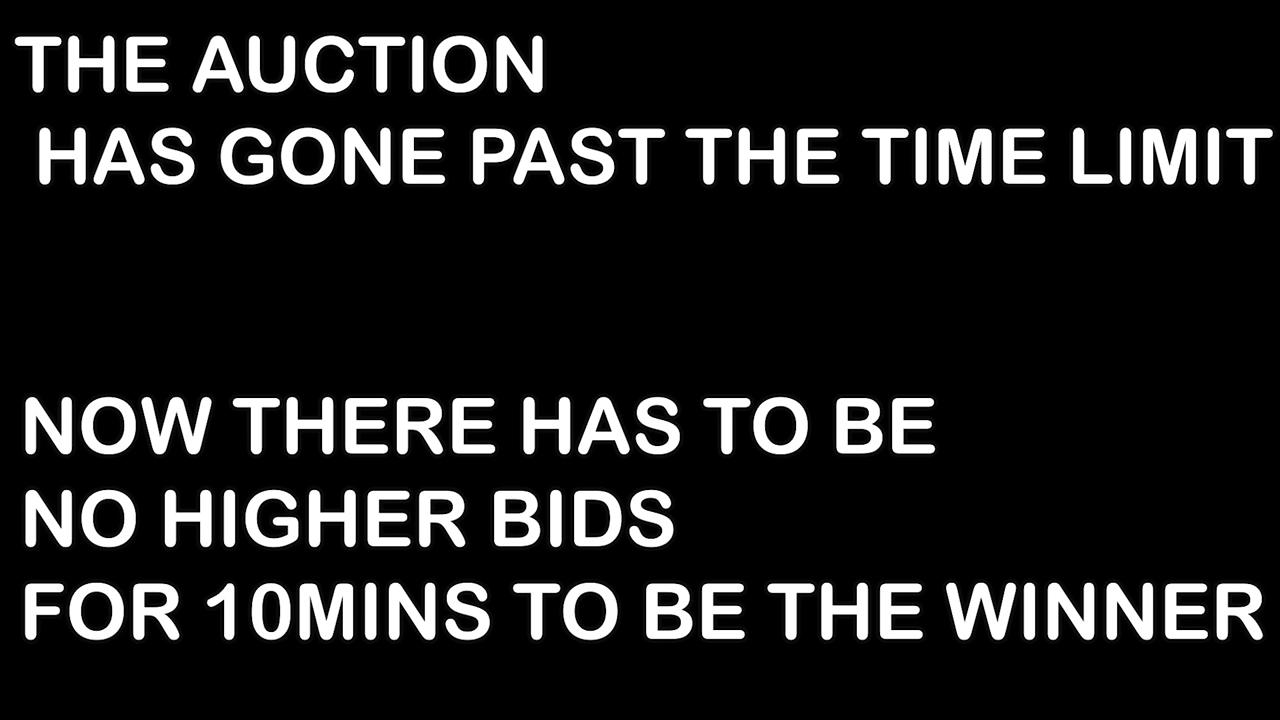 THE AUCTION
HAS GONE PAST THE TIME LIMIT
NOW THERE HAS TO BE
NO HIGHER BIDS
FOR 10MINS TO BE THE WINNER